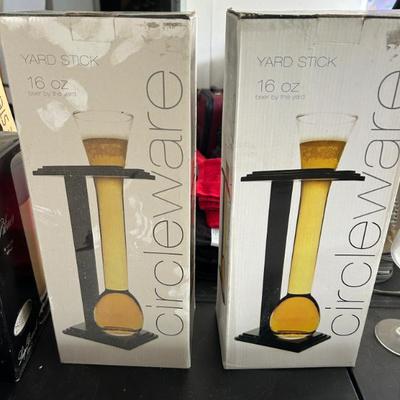 YARD STICK
16 oz
beer by the yard
circleware
YARD STICK
16 oz
beer by the yard
circleware